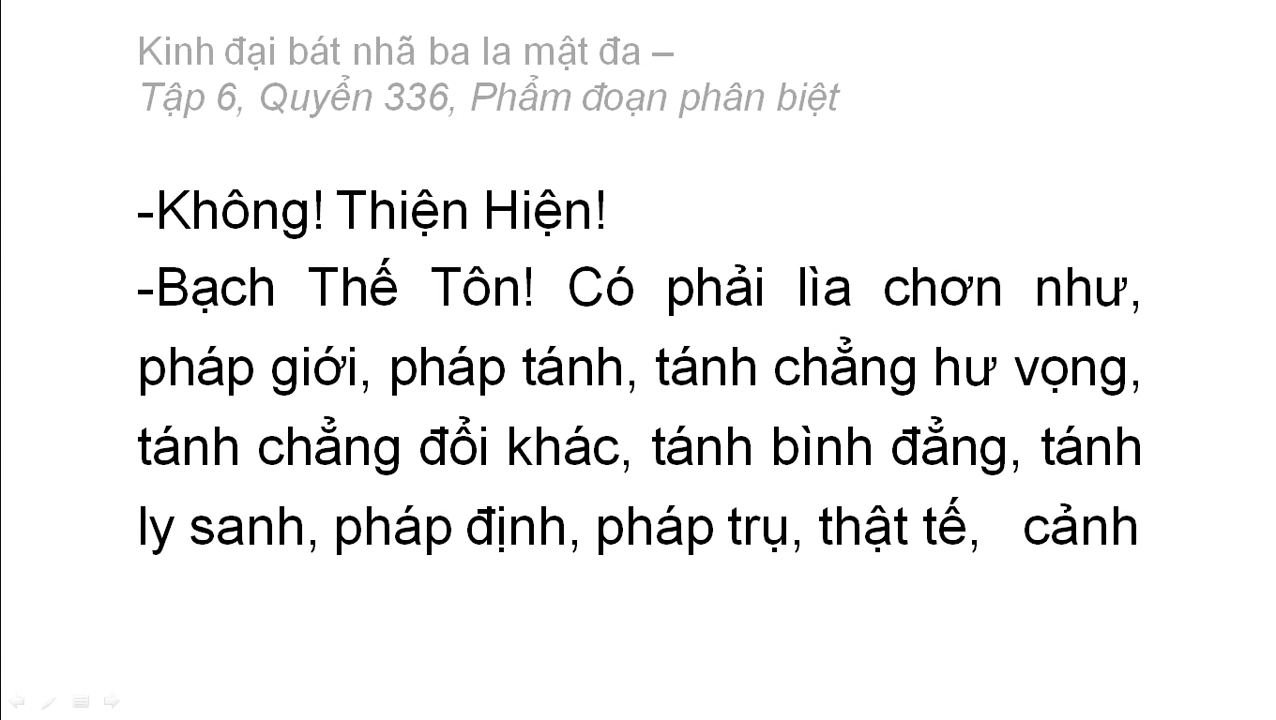 Kinh đại bát nhã ba la mật đa –
Tập 6, Quyển 336, Phẩm đoạn phân biệt
-Không! Thiện Hiện!
-Bạch Thế Tôn! Có phải lìa chơn như,
pháp giới, pháp tánh, tánh chẳng hư vọng,
tánh chẳng đổi khác, tánh bình đẳng, tánh
ly sanh, pháp định, pháp trụ, thật tế, cảnh